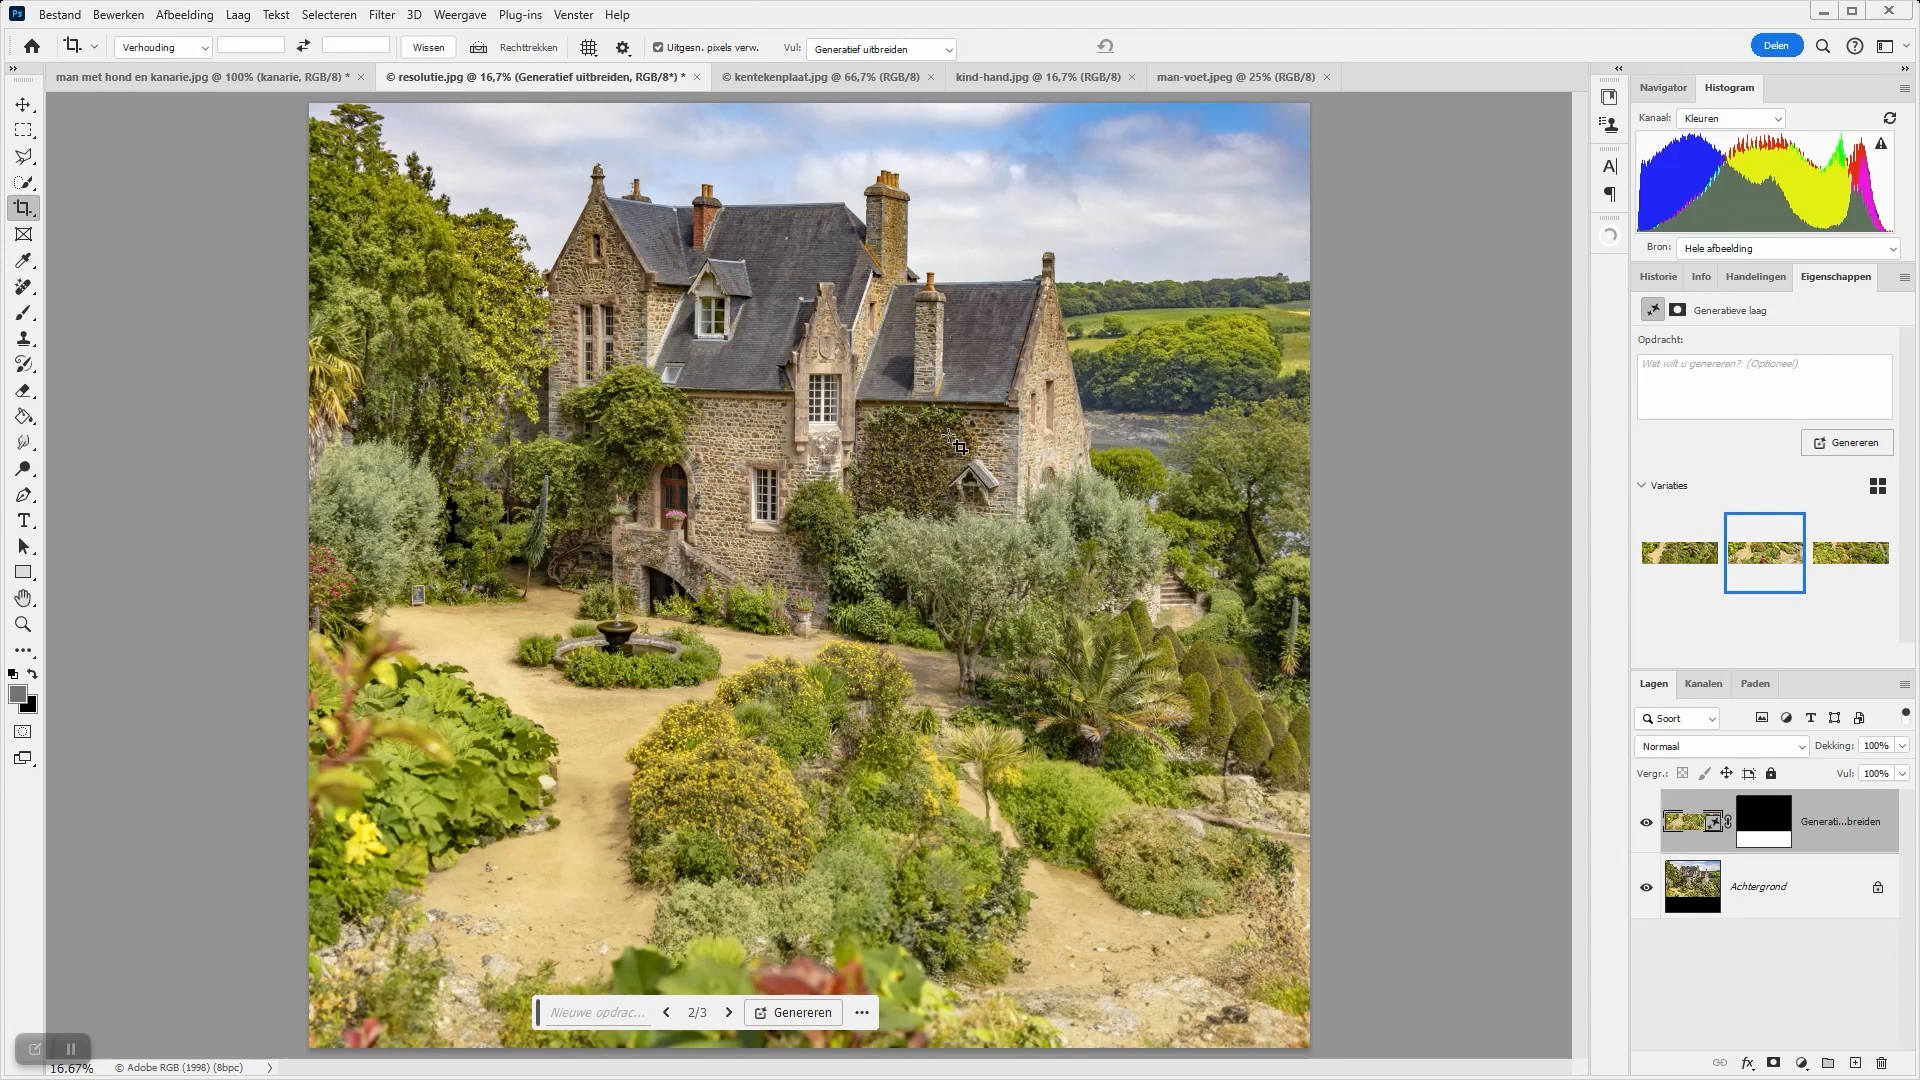 Ps Bestand Bewerken Afbeelding Laag Tekst Selecteren Filter 3D Weergave Plug-ins Venster Help
Verhouding Wissen Rechttrekken Uitgesn. pixels verw. Vul: Generatief uitbreiden Delen
man met hond en kanarie.jpg @ 100% (kanarie, RGB/8) * © resolutie.jpg @ 16,7% (Generatief uitbreiden, RGB/8*) * © kentekenplaat.jpg @ 66,7% (RGB/8) kind-hand.jpg @ 16,7% (RGB/8) man-voet.jpeg @ 25% (RGB/8)
Navigator Histogram
Kanaal: Kleuren
Bron: Hele afbeelding
Historie Info Handelingen Eigenschappen
Generatieve laag
Opdracht:
Wat wilt u genereren? (Optioneel)
Genereren
Variaties
Lagen Kanalen Paden
Soort
Normaal Dekking: 100%
Vergr.: Vul: 100%
Generati...breiden
Achtergrond
Nieuwe opdrac... 2/3 Genereren
16.67% © Adobe RGB (1998) (8bpc)